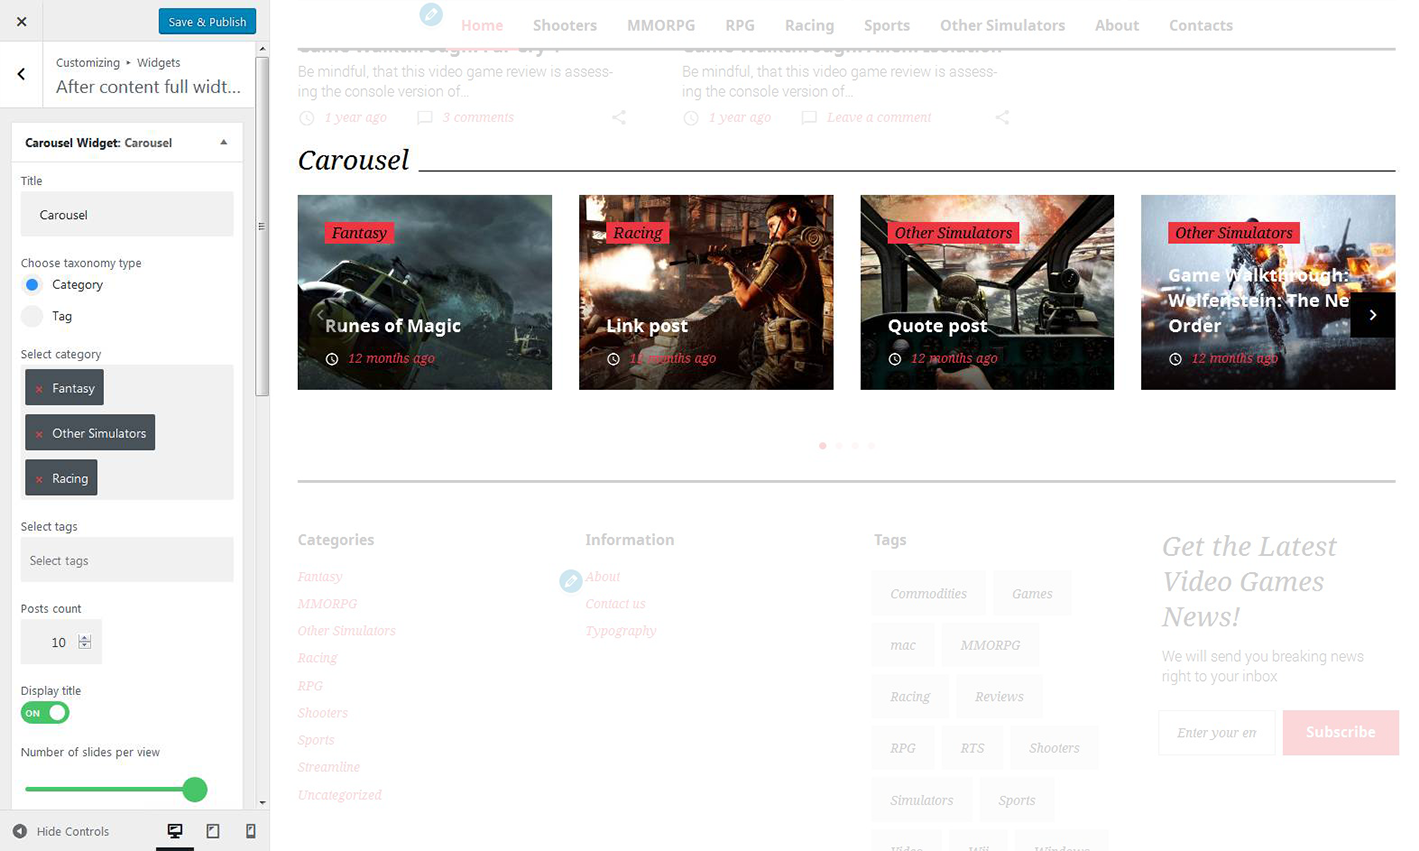 Save & Publish
Customizing ▸ Widgets
After content full widt...
Carousel Widget: Carousel
Title
Carousel
Choose taxonomy type
Category
Tag
Select category
× Fantasy
× Other Simulators
× Racing
Select tags
Select tags
Posts count
10
Display title
ON
Number of slides per view
Hide Controls
Home Shooters MMORPG RPG Racing Sports Other Simulators About Contacts
Be mindful, that this video game review is assess-
ing the console version of...
1 year ago 3 comments
Be mindful, that this video game review is assess-
ing the console version of...
1 year ago Leave a comment
Carousel
Fantasy
Runes of Magic
12 months ago
Racing
Link post
months ago
Other Simulators
Quote post
12 months ago
Other Simulators
Game Walkthrough:
Wolfenstein: The Ne
Order
12 months ago
Categories
Fantasy
MMORPG
Other Simulators
Racing
RPG
Shooters
Sports
Streamline
Uncategorized
Information
About
Contact us
Typography
Tags
Commodities Games
mac MMORPG
Racing Reviews
RPG RTS Shooters
Simulators Sports
Video Wii Windows
Get the Latest
Video Games
News!
We will send you breaking news
right to your inbox
Enter your en
Subscribe